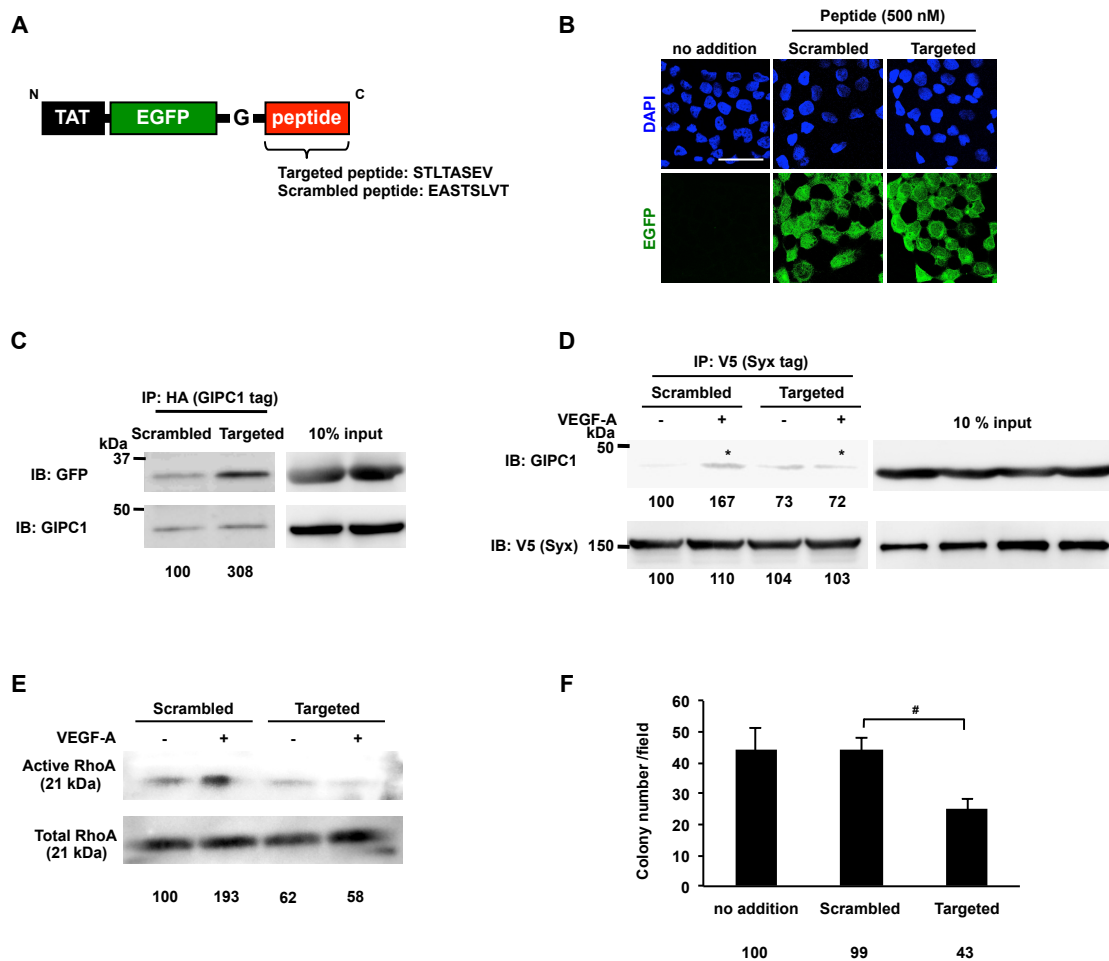 A
N
C
TAT EGFP G peptide
Targeted peptide: STLTASEV
Scrambled peptide: EASTSLVT
B
Peptide (500 nM)
no addition Scrambled Targeted
DAPI
EGFP
C
IP: HA (GIPC1 tag)
kDa Scrambled Targeted 10% input
37
IB: GFP
50
IB: GIPC1
100 308
D
IP: V5 (Syx tag)
Scrambled Targeted
VEGF-A - + - + 10 % input
kDa
50
* *
IB: GIPC1
100 167 73 72
IB: V5 (Syx) 150
100 110 104 103
E
Scrambled Targeted
VEGF-A - + - +
Active RhoA
(21 kDa)
Total RhoA
(21 kDa)
100 193 62 58
F
Colony number /field
60
50
40
30
20
10
0
#
no addition Scrambled Targeted
100 99 43